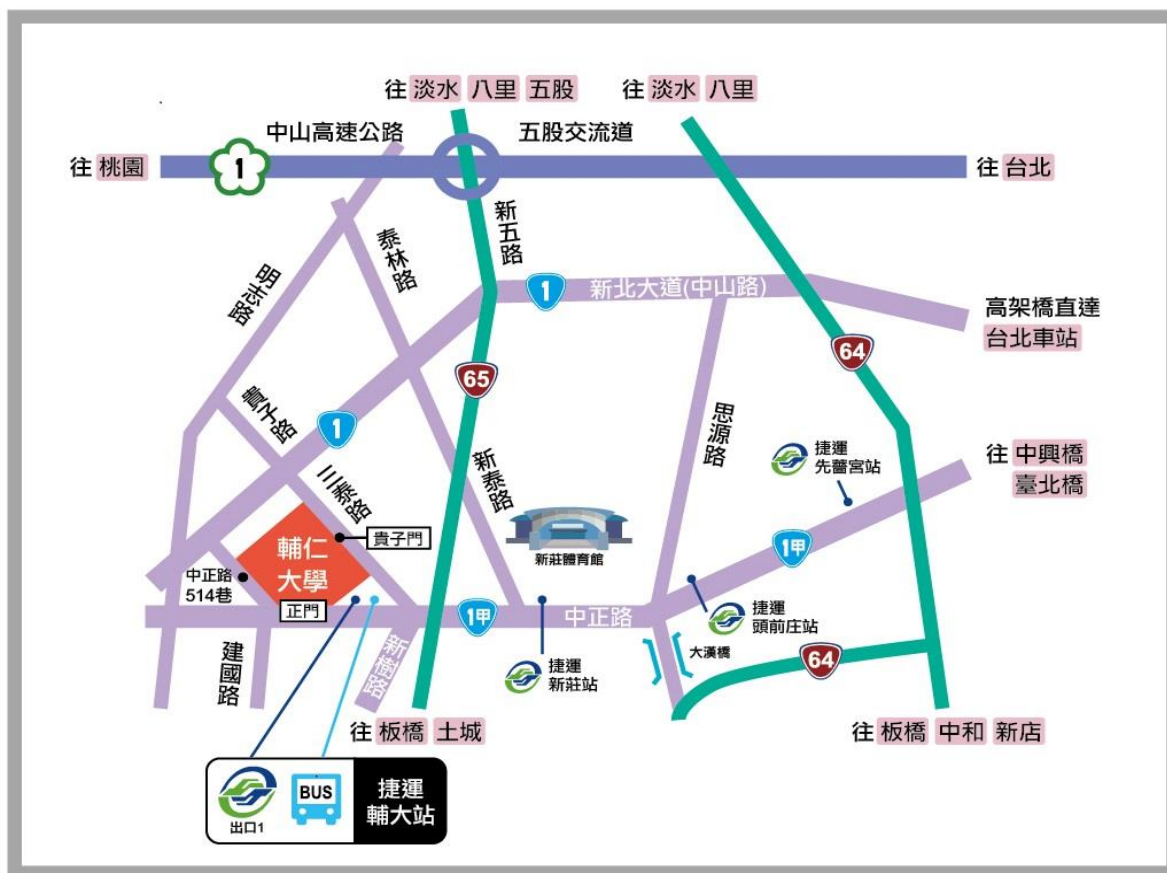 往 淡水 八里 五股
往 淡水 八里
中山高速公路
五股交流道
往 桃園
1
往 台北
新五路
泰林路
明志路
1
新北大道(中山路)
高架橋直達
台北車站
65
64
貴子路
1
思源路
捷運
先嗇宮站
往 中興橋
臺北橋
三泰路
新泰路
貴子門
輔仁
大學
新莊體育館
1甲
中正路
514巷
正門
1甲
中正路
捷運
頭前庄站
大漢橋
建國路
新樹路
捷運
新莊站
64
往 板橋 土城
往 板橋 中和 新店
BUS
出口1
捷運
輔大站